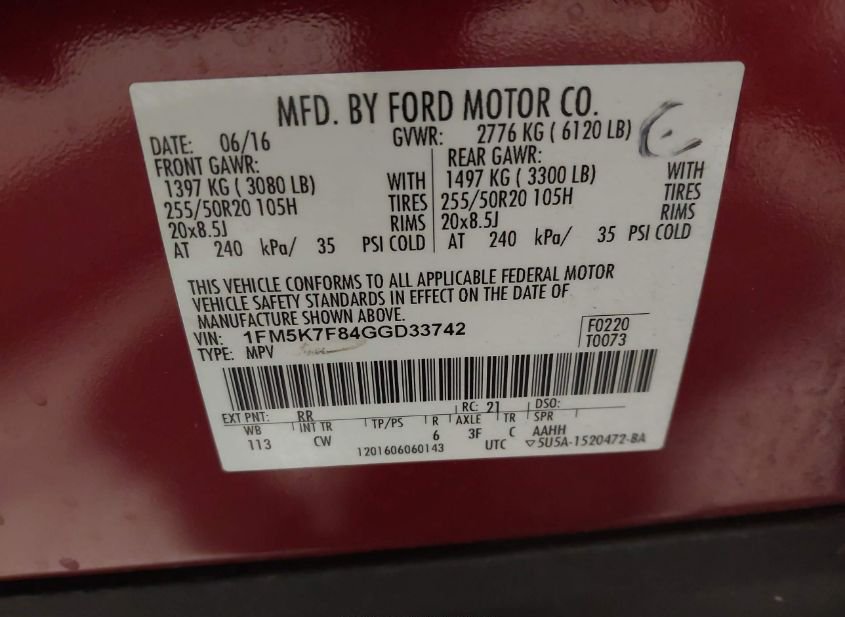 MFD. BY FORD MOTOR CO.
DATE: 06/16 GVWR: 2776 KG ( 6120 LB)
FRONT GAWR: REAR GAWR:
1397 KG ( 3080 LB) WITH 1497 KG ( 3300 LB) WITH
255/50R20 105H TIRES 255/50R20 105H TIRES
20x8.5J RIMS 20x8.5J RIMS
AT 240 kPa/ 35 PSI COLD AT 240 kPa/ 35 PSI COLD
THIS VEHICLE CONFORMS TO ALL APPLICABLE FEDERAL MOTOR
VEHICLE SAFETY STANDARDS IN EFFECT ON THE DATE OF
MANUFACTURE SHOWN ABOVE.
VIN: 1FM5K7F84GGD33742 F0220
TYPE: MPV T0073
EXT PNT: RR RC: 21 DSO:
WB INT TR TP/PS R AXLE TR SPR
113 CW 6 3F C AAHH
1201606060143 UTC ▽5U5A-1520472-BA